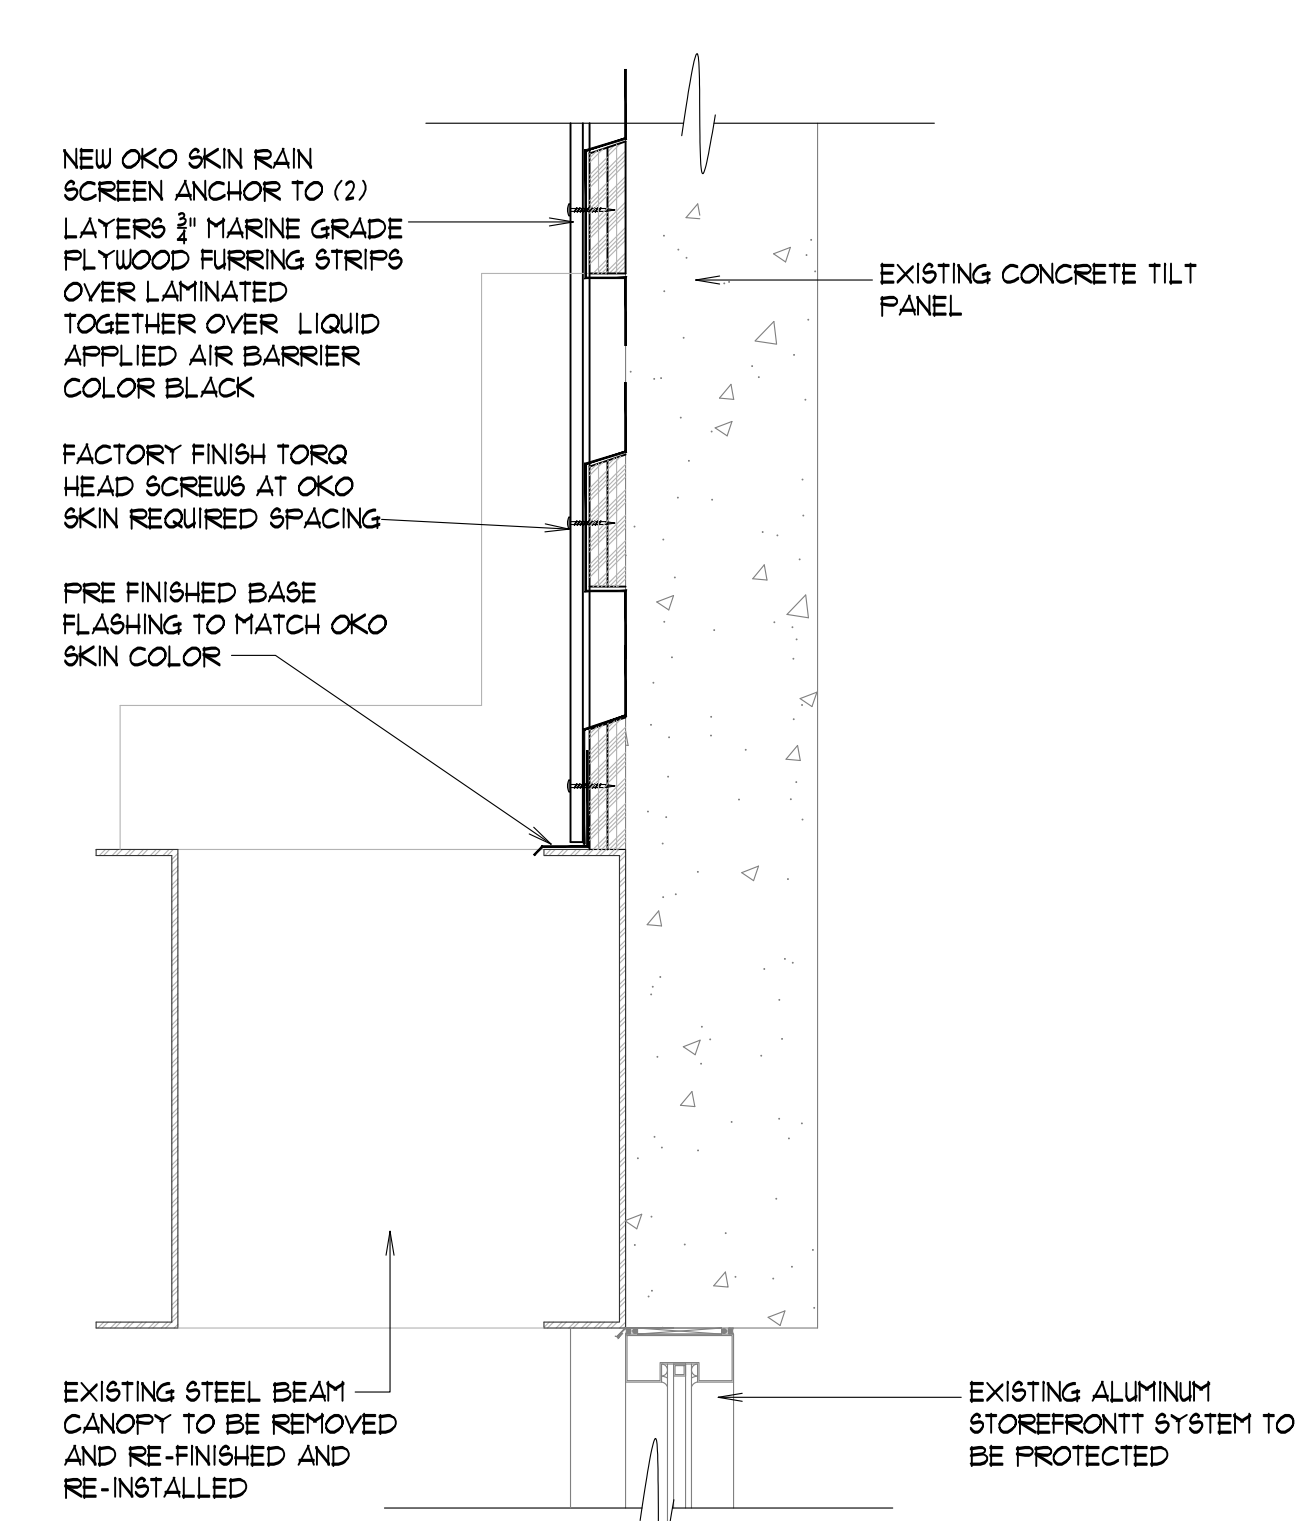 NEW OKO SKIN RAIN
SCREEN ANCHOR TO (2)
LAYERS 3/4" MARINE GRADE
PLYWOOD FURRING STRIPS
OVER LAMINATED
TOGETHER OVER LIQUID
APPLIED AIR BARRIER
COLOR BLACK
FACTORY FINISH TORQ
HEAD SCREWS AT OKO
SKIN REQUIRED SPACING
PRE FINISHED BASE
FLASHING TO MATCH OKO
SKIN COLOR
EXISTING CONCRETE TILT
PANEL
EXISTING STEEL BEAM
CANOPY TO BE REMOVED
AND RE-FINISHED AND
RE-INSTALLED
EXISTING ALUMINUM
STOREFRONTT SYSTEM TO
BE PROTECTED